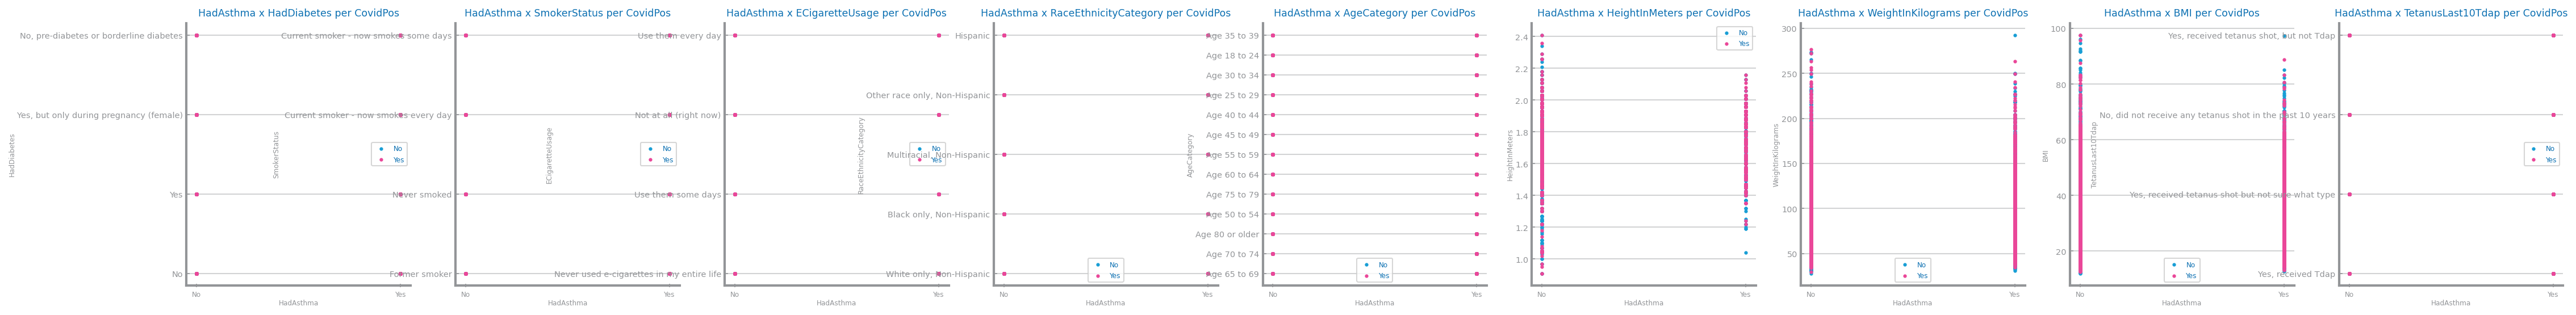 HadAsthma x HadDiabetes per CovidPos
HadDiabetes
No, pre-diabetes or borderline diabetes
Yes, but only during pregnancy (female)
Yes
No
No
Yes
No
Yes
HadAsthma
HadAsthma x SmokerStatus per CovidPos
SmokerStatus
Current smoker - now smokes some days
Current smoker - now smokes every day
Never smoked
Former smoker
No
Yes
No
Yes
HadAsthma
HadAsthma x ECigaretteUsage per CovidPos
ECigaretteUsage
Use them every day
Not at all (right now)
Use them some days
Never used e-cigarettes in my entire life
No
Yes
No
Yes
HadAsthma
HadAsthma x RaceEthnicityCategory per CovidPos
RaceEthnicityCategory
Hispanic
Other race only, Non-Hispanic
Multiracial, Non-Hispanic
Black only, Non-Hispanic
White only, Non-Hispanic
No
Yes
No
Yes
HadAsthma
HadAsthma x AgeCategory per CovidPos
AgeCategory
Age 35 to 39
Age 18 to 24
Age 30 to 34
Age 25 to 29
Age 40 to 44
Age 45 to 49
Age 55 to 59
Age 60 to 64
Age 75 to 79
Age 50 to 54
Age 80 or older
Age 70 to 74
Age 65 to 69
No
Yes
No
Yes
HadAsthma
HadAsthma x HeightInMeters per CovidPos
HeightInMeters
2.4
2.2
2.0
1.8
1.6
1.4
1.2
1.0
No
Yes
No
Yes
HadAsthma
HadAsthma x WeightInKilograms per CovidPos
WeightInKilograms
300
250
200
150
100
50
No
Yes
No
Yes
HadAsthma
HadAsthma x BMI per CovidPos
BMI
100
80
60
40
20
No
Yes
No
Yes
HadAsthma
HadAsthma x TetanusLast10Tdap per CovidPos
TetanusLast10Tdap
Yes, received tetanus shot, but not Tdap
No, did not receive any tetanus shot in the past 10 years
Yes, received tetanus shot but not sure what type
Yes, received Tdap
No
Yes
No
Yes
HadAsthma